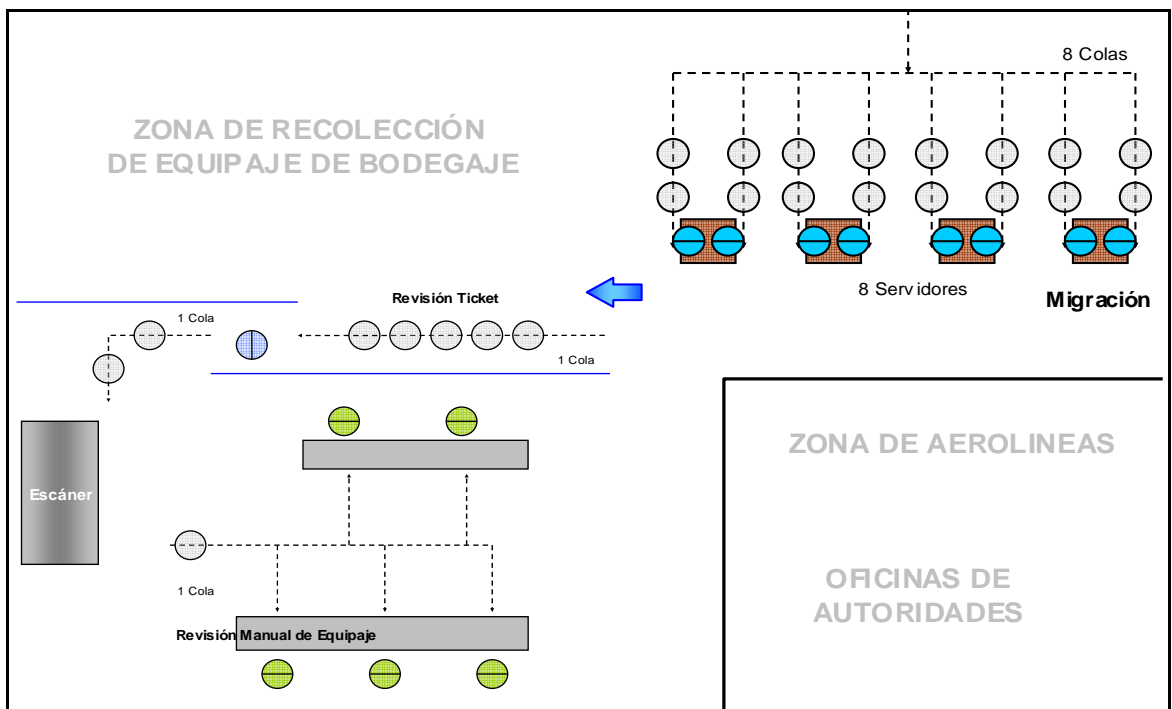 8 Colas
ZONA DE RECOLECCIÓN
DE EQUIPAJE DE BODEGAJE
8 Servidores
Migración
Revisión Ticket
1 Cola
1 Cola
ZONA DE AEROLINEAS
Escáner
OFICINAS DE
AUTORIDADES
1 Cola
Revisión Manual de Equipaje